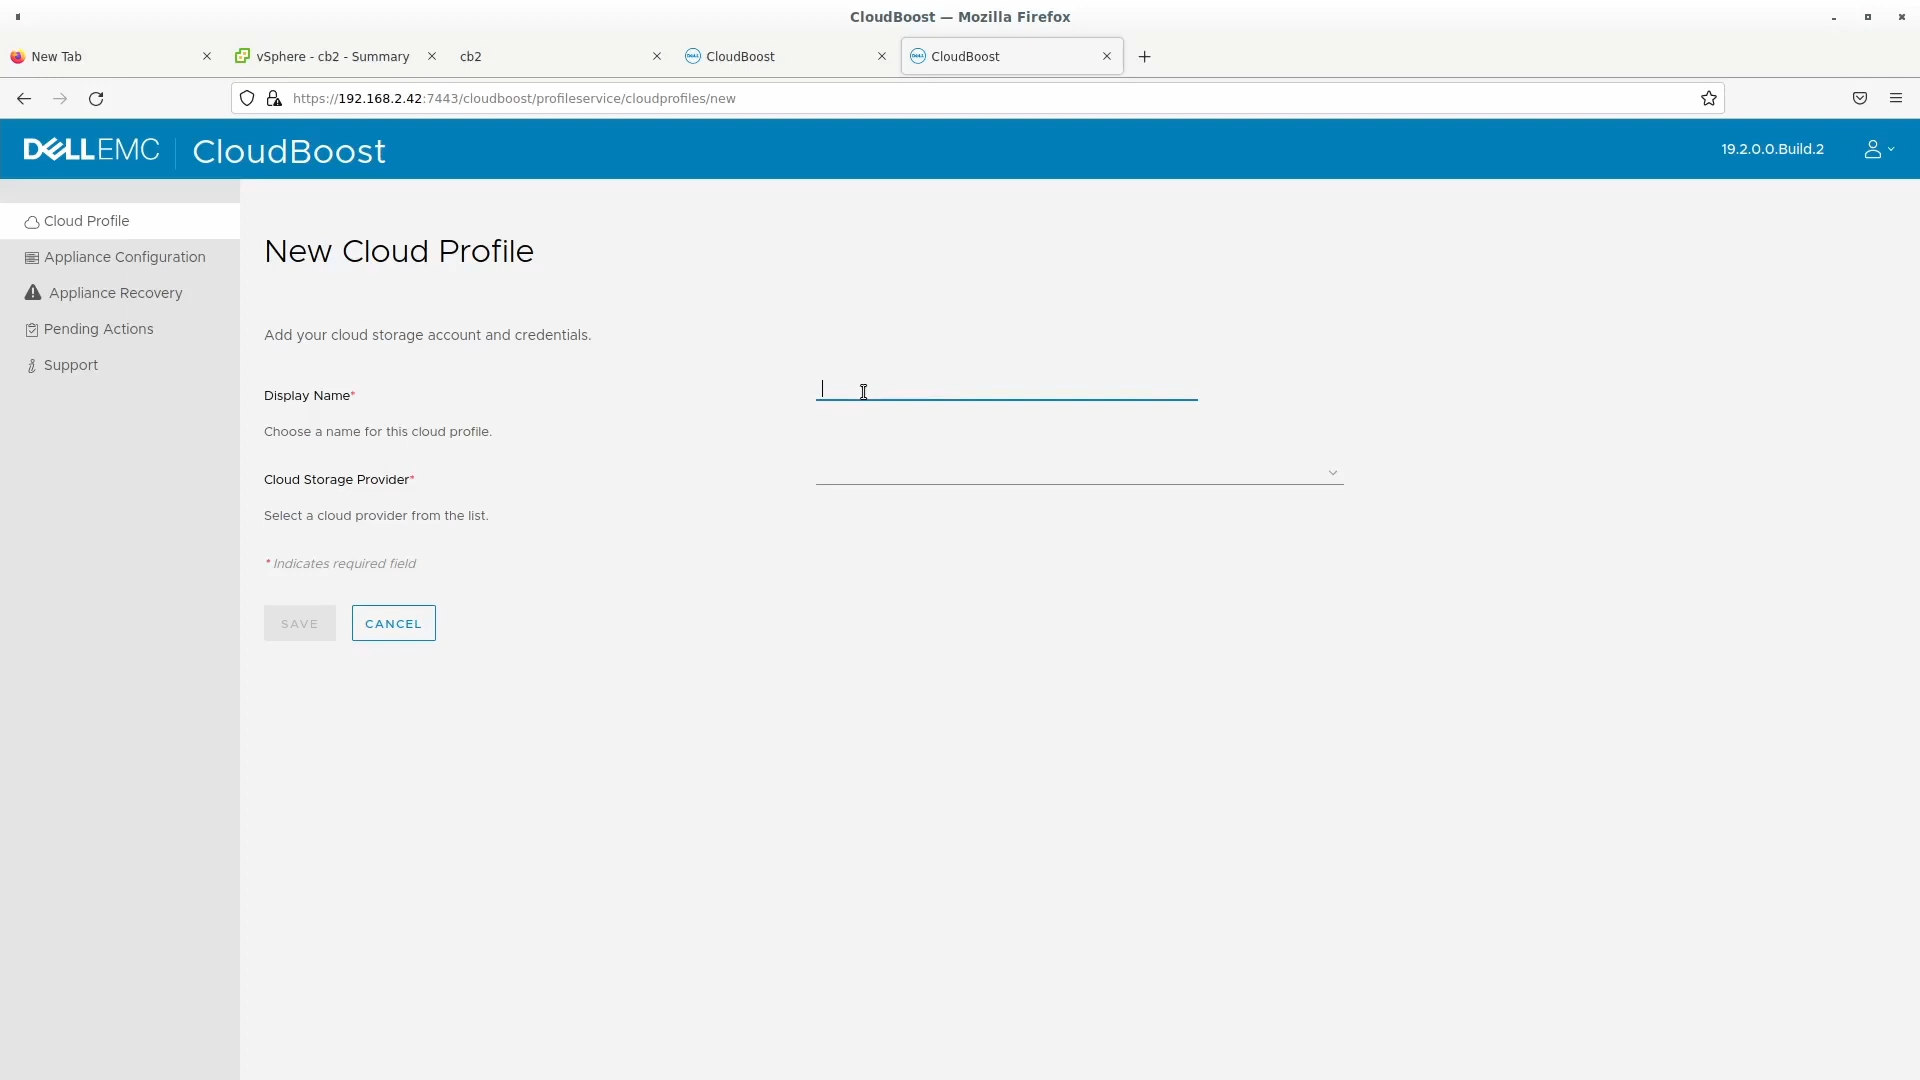 CloudBoost — Mozilla Firefox
New Tab
vSphere - cb2 - Summary
cb2
CloudBoost
CloudBoost
https://192.168.2.42:7443/cloudboost/profileservice/cloudprofiles/new
DELLEMC CloudBoost
19.2.0.0.Build.2
Cloud Profile
Appliance Configuration
Appliance Recovery
Pending Actions
Support
New Cloud Profile
Add your cloud storage account and credentials.
Display Name*
Choose a name for this cloud profile.
Cloud Storage Provider*
Select a cloud provider from the list.
* Indicates required field
SAVE
CANCEL